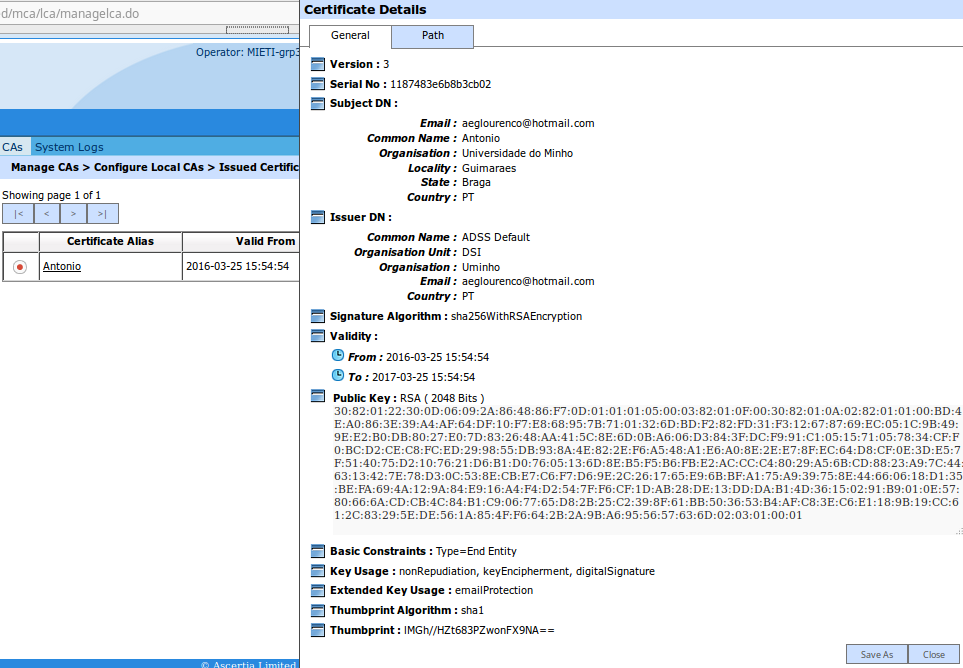 d/mca/lca/managelca.do
Operator: MIETI-grp3
CAs System Logs
Manage CAs > Configure Local CAs > Issued Certific
Showing page 1 of 1
|< < > >|
Certificate Alias Valid From
Antonio 2016-03-25 15:54:54
© Ascertia Limited
Certificate Details
General Path
Version : 3
Serial No : 1187483e6b8b3cb02
Subject DN :
Email : aeglourenco@hotmail.com
Common Name : Antonio
Organisation : Universidade do Minho
Locality : Guimaraes
State : Braga
Country : PT
Issuer DN :
Common Name : ADSS Default
Organisation Unit : DSI
Organisation : Uminho
Email : aeglourenco@hotmail.com
Country : PT
Signature Algorithm : sha256WithRSAEncryption
Validity :
From : 2016-03-25 15:54:54
To : 2017-03-25 15:54:54
Public Key : RSA ( 2048 Bits )
30:82:01:22:30:0D:06:09:2A:86:48:86:F7:0D:01:01:01:05:00:03:82:01:0F:00:30:82:01:0A:02:82:01:01:00:BD:4
E:A0:86:3E:39:A4:AF:64:DF:10:F7:E8:68:95:7B:71:01:32:6D:BD:F2:82:FD:31:F3:12:67:87:69:EC:05:1C:9B:49:
9E:E2:B0:DB:80:27:E0:7D:83:26:48:AA:41:5C:8E:6D:0B:A6:06:D3:84:3F:DC:F9:91:C1:05:15:71:05:78:34:CF:F
0:BC:D2:CE:C8:FC:ED:29:98:55:DB:93:8A:4E:82:2E:F6:A5:48:A1:E6:A0:8E:2E:E7:8F:EC:64:D8:CF:0E:3D:E5:7
F:51:40:75:D2:10:76:21:D6:B1:D0:76:05:13:6D:8E:B5:F5:B6:FB:E2:AC:CC:C4:80:29:A5:6B:CD:88:23:A9:7C:44:
63:13:42:7E:78:D3:0C:53:8E:CB:E7:C6:F7:D6:9E:2C:26:17:65:E9:6B:BF:A1:75:A9:39:75:8E:44:66:06:18:D1:35
:BE:FA:69:4A:12:9A:84:E9:16:A4:F4:D2:54:7F:F6:CF:1D:AB:28:DE:13:DD:DA:B1:4D:36:15:02:91:B9:01:0E:57:
80:66:6A:CD:CB:4C:84:B1:C9:06:77:65:D8:2B:25:C2:39:8F:61:BB:50:36:53:B4:AF:C8:3E:C6:E1:18:9B:19:CC:6
1:2C:83:29:5E:DE:56:1A:85:4F:F6:64:2B:2A:9B:A6:95:56:57:63:6D:02:03:01:00:01
Basic Constraints : Type=End Entity
Key Usage : nonRepudiation, keyEncipherment, digitalSignature
Extended Key Usage : emailProtection
Thumbprint Algorithm : sha1
Thumbprint : lMGh//HZt683PZwonFX9NA==
Save As Close